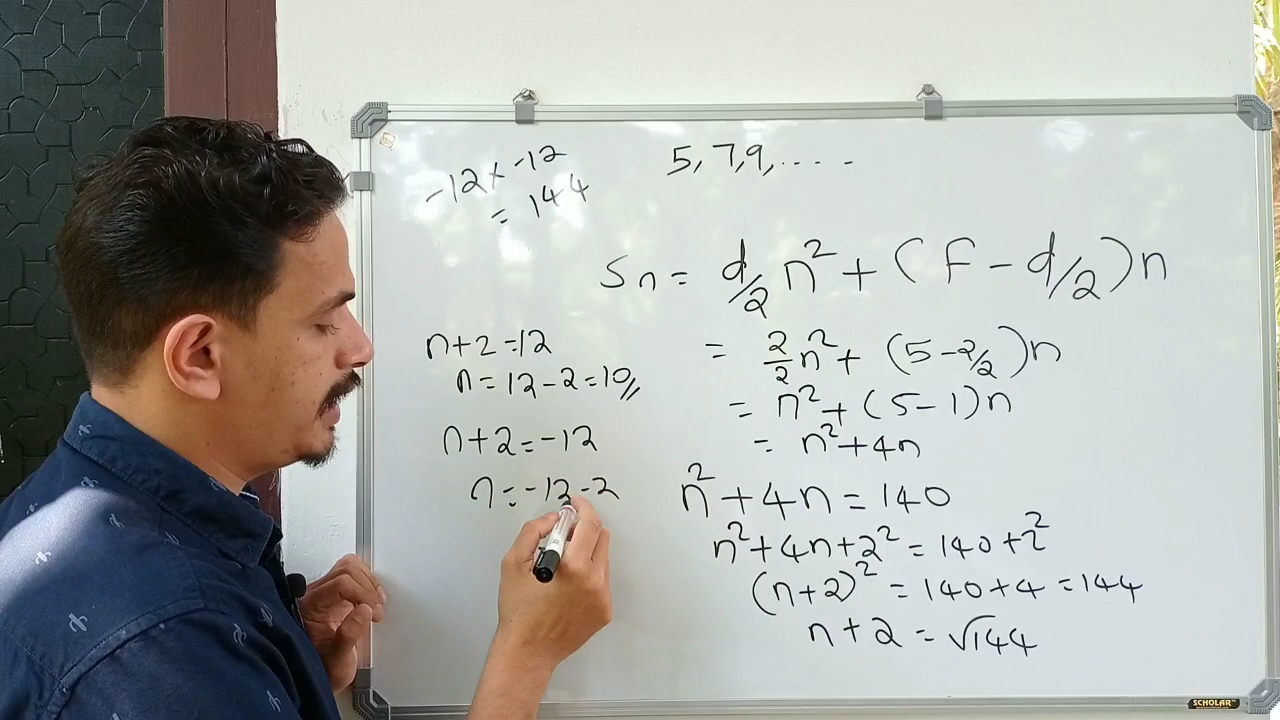 -12 x -12
= 144
5, 7, 9, .....
Sn = d/2 n² + (F - d/2)n
= 2/2 n² + (5 - 2/2)n
= n² + (5 - 1)n
= n² + 4n
n² + 4n = 140
n² + 4n + 2² = 140 + 2²
(n+2)² = 140 + 4 = 144
n + 2 = √144
n + 2 = 12
n = 12 - 2 = 10//
n + 2 = -12
n = -12 - 2
SCHOLAR™